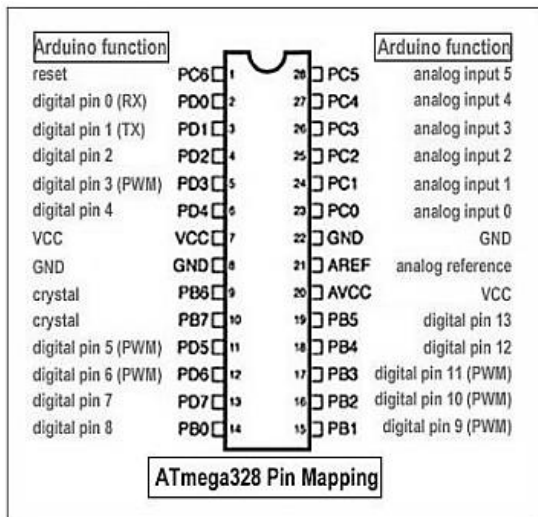 Arduino function Arduino function
reset PC6 1 28 PC5 analog input 5
digital pin 0 (RX) PD0 2 27 PC4 analog input 4
digital pin 1 (TX) PD1 3 26 PC3 analog input 3
digital pin 2 PD2 4 25 PC2 analog input 2
digital pin 3 (PWM) PD3 5 24 PC1 analog input 1
digital pin 4 PD4 6 23 PC0 analog input 0
VCC VCC 7 22 GND GND
GND GND 8 21 AREF analog reference
crystal PB6 9 20 AVCC VCC
crystal PB7 10 19 PB5 digital pin 13
digital pin 5 (PWM) PD5 11 18 PB4 digital pin 12
digital pin 6 (PWM) PD6 12 17 PB3 digital pin 11 (PWM)
digital pin 7 PD7 13 16 PB2 digital pin 10 (PWM)
digital pin 8 PB0 14 15 PB1 digital pin 9 (PWM)
ATmega328 Pin Mapping